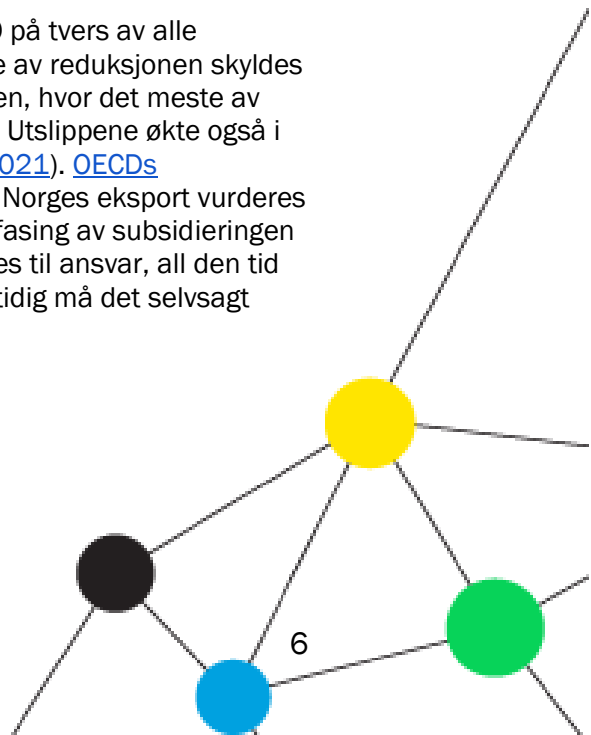 på tvers av alle
av reduksjonen skyldes
hvor det meste av
Utslippene økte også i
021). OECDs
Norges eksport vurderes
fasing av subsidieringen
es til ansvar, all den tid
tidig må det selvsagt
6